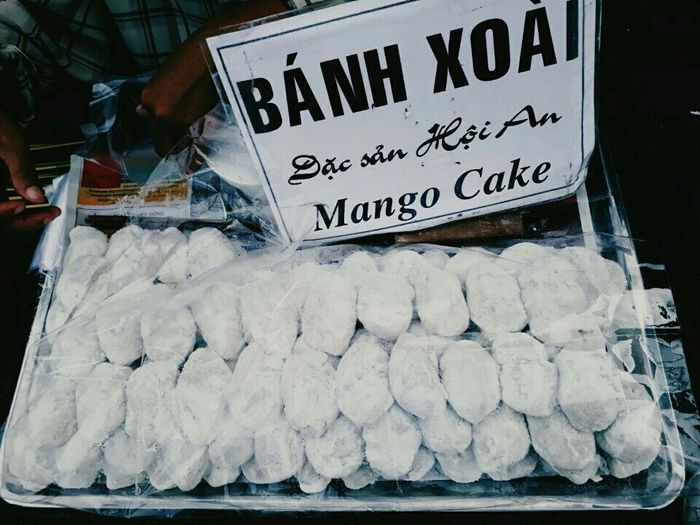 BÁNH XOÀI
Đặc sản Hội An
Mango Cake